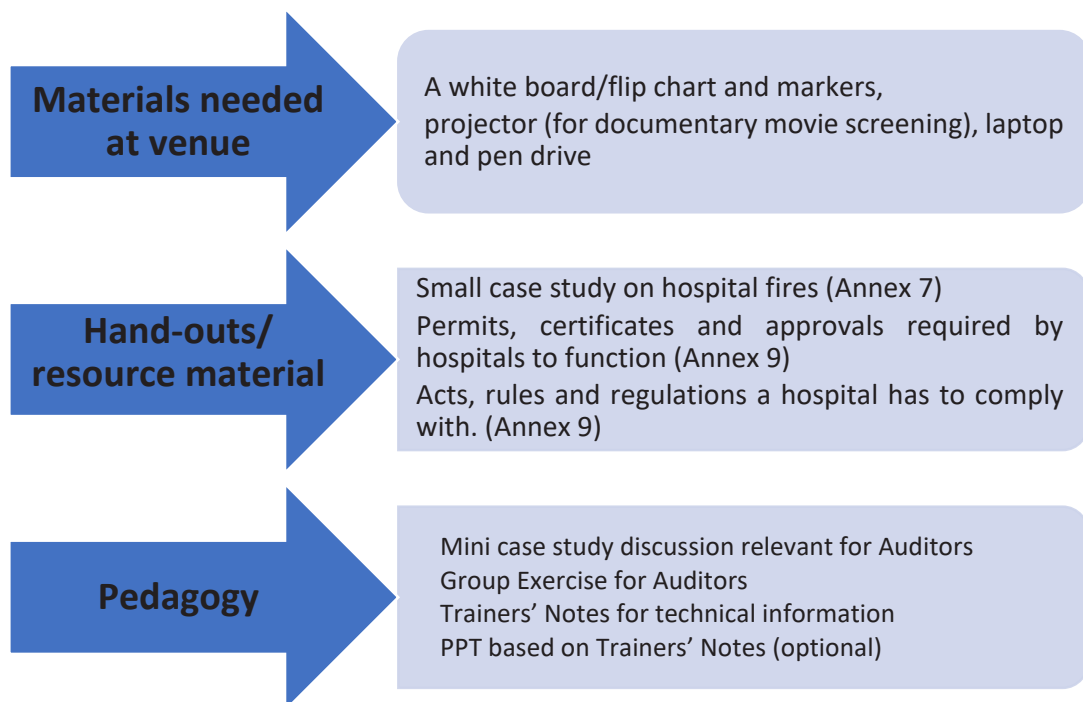 Materials needed
at venue
A white board/flip chart and markers,
projector (for documentary movie screening), laptop
and pen drive
Hand-outs/
resource material
Small case study on hospital fires (Annex 7)
Permits, certificates and approvals required by
hospitals to function (Annex 9)
Acts, rules and regulations a hospital has to comply
with. (Annex 9)
Pedagogy
Mini case study discussion relevant for Auditors
Group Exercise for Auditors
Trainers’ Notes for technical information
PPT based on Trainers’ Notes (optional)